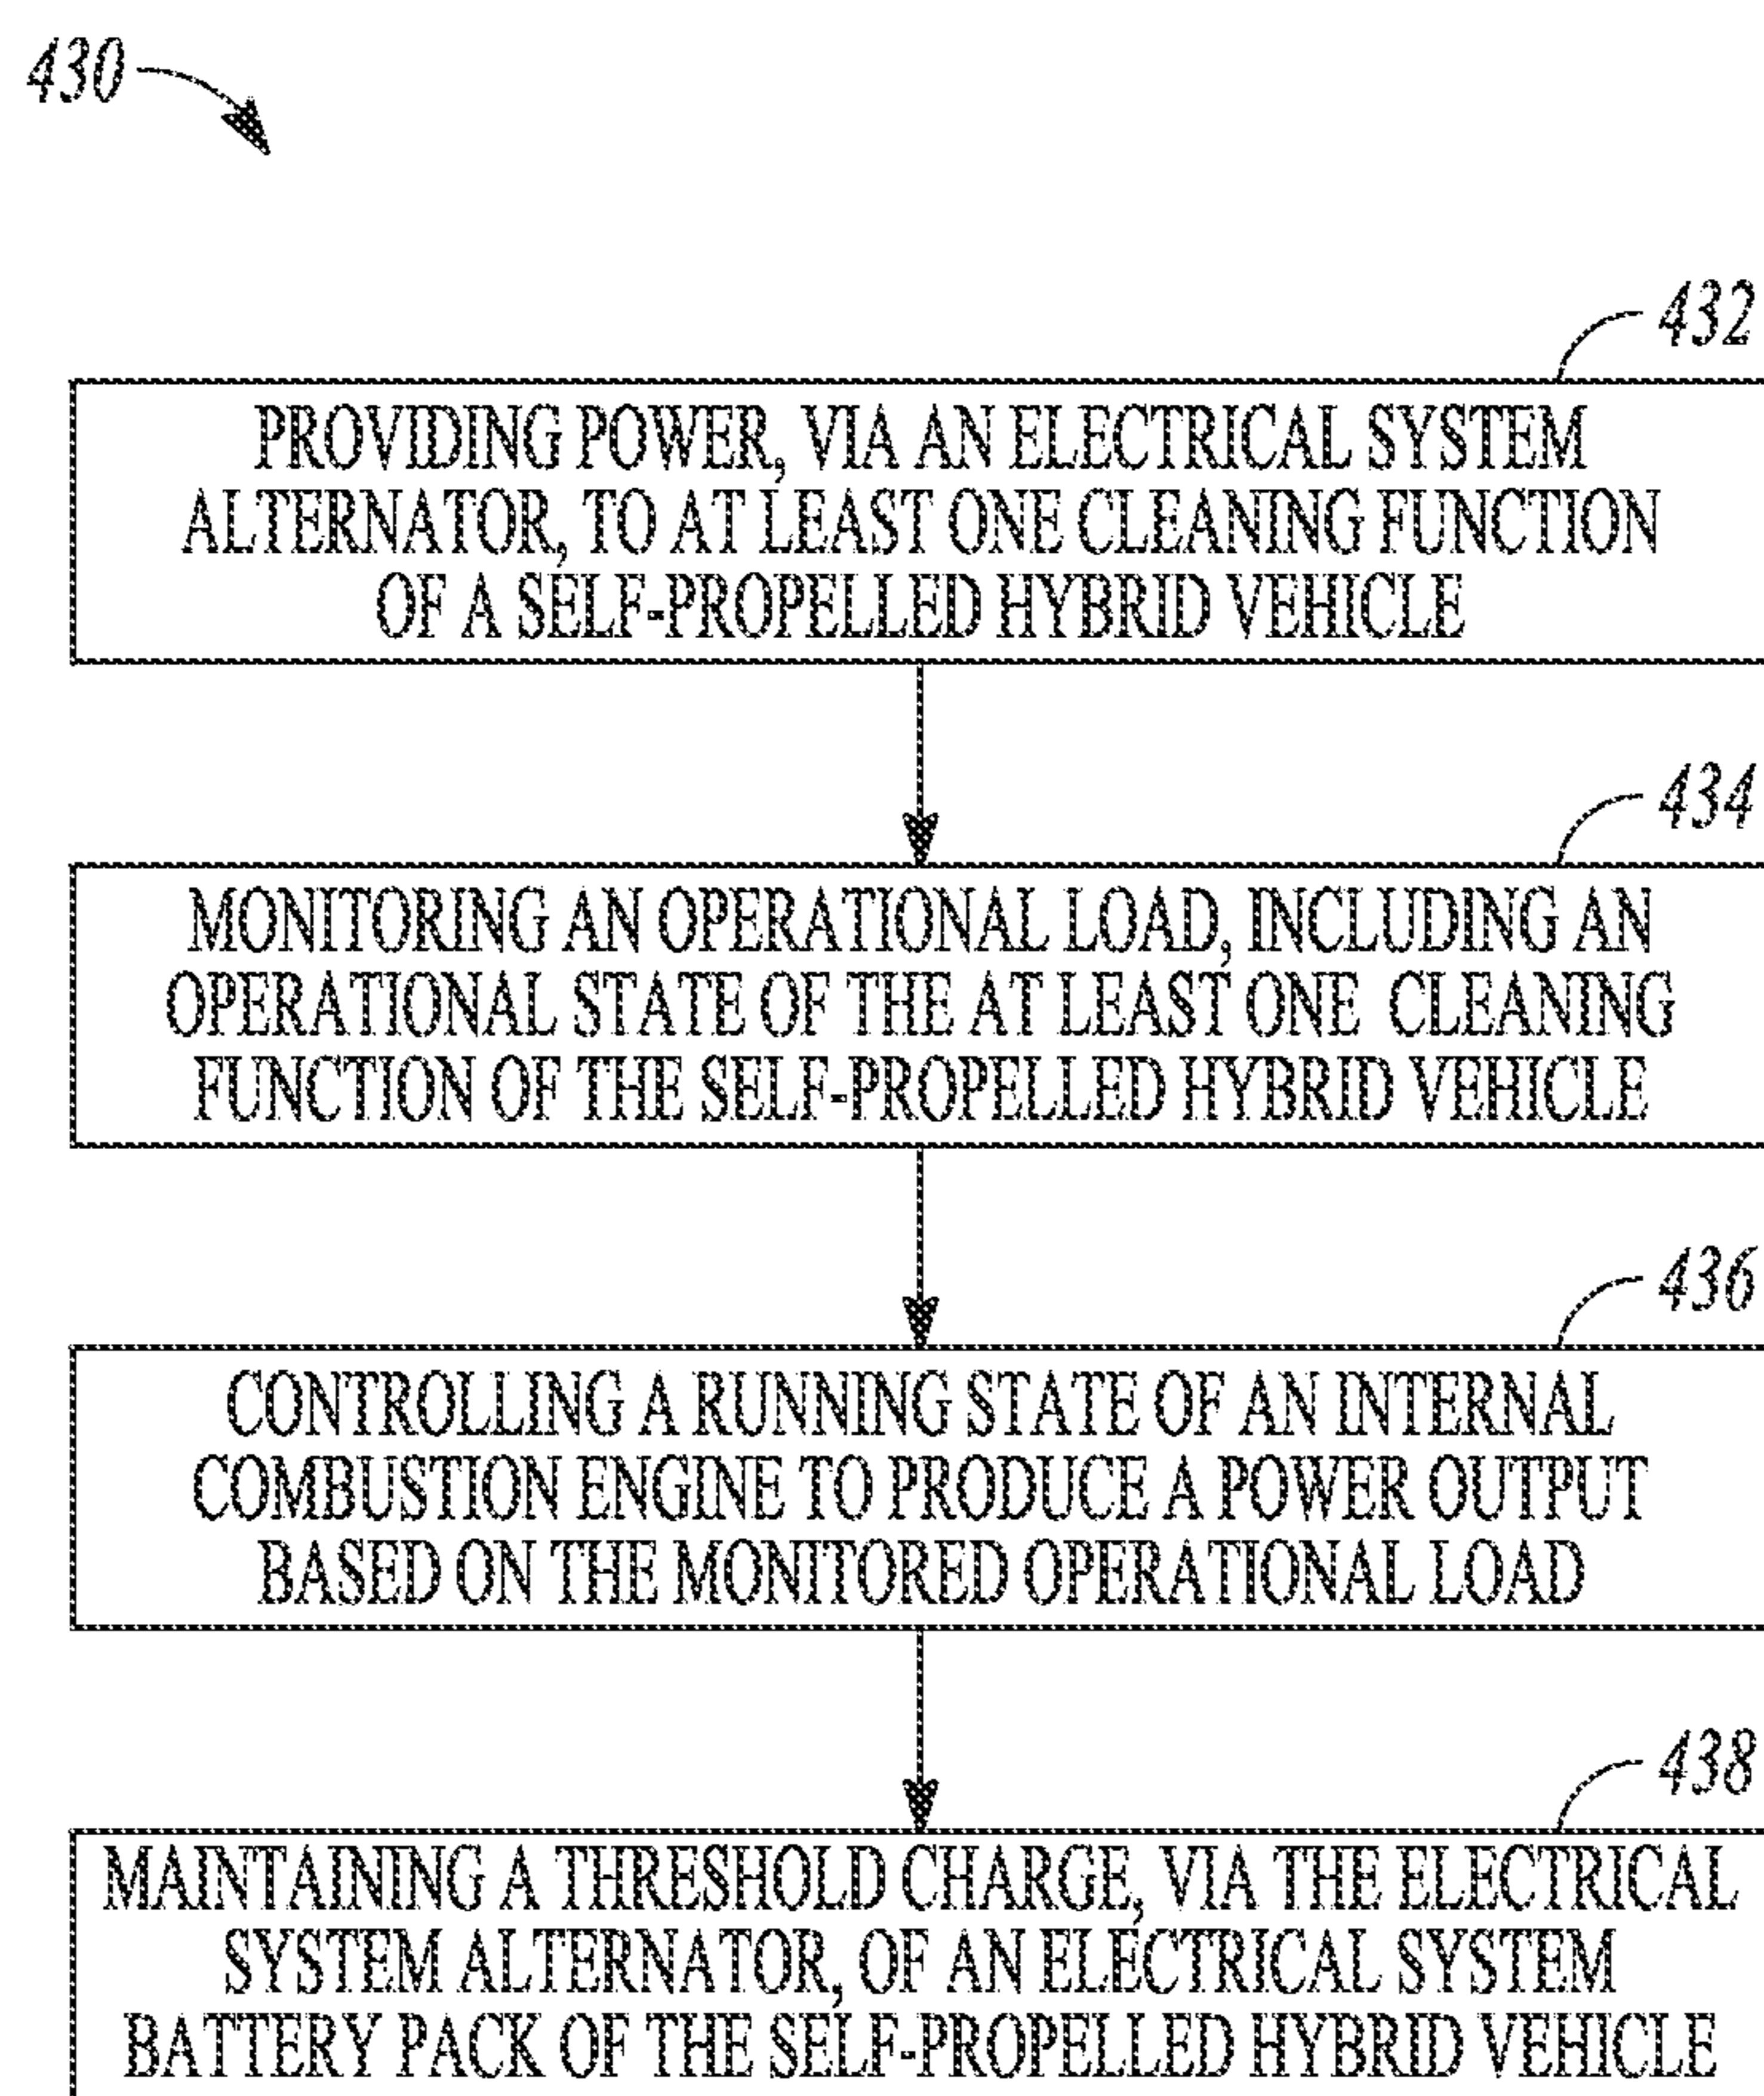 430
432
PROVIDING POWER, VIA AN ELECTRICAL SYSTEM
ALTERNATOR, TO AT LEAST ONE CLEANING FUNCTION
OF A SELF-PROPELLED HYBRID VEHICLE
434
MONITORING AN OPERATIONAL LOAD, INCLUDING AN
OPERATIONAL STATE OF THE AT LEAST ONE CLEANING
FUNCTION OF THE SELF-PROPELLED HYBRID VEHICLE
436
CONTROLLING A RUNNING STATE OF AN INTERNAL
COMBUSTION ENGINE TO PRODUCE A POWER OUTPUT
BASED ON THE MONITORED OPERATIONAL LOAD
438
MAINTAINING A THRESHOLD CHARGE, VIA THE ELECTRICAL
SYSTEM ALTERNATOR, OF AN ELECTRICAL SYSTEM
BATTERY PACK OF THE SELF-PROPELLED HYBRID VEHICLE